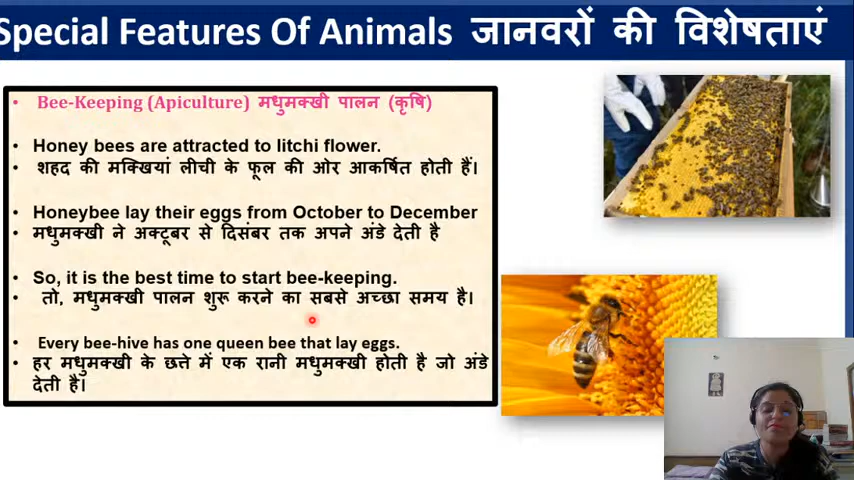 Special Features Of Animals जानवरों की विशेषताएं
• Bee-Keeping (Apiculture) मधुमक्खी पालन (कृषि)
• Honey bees are attracted to litchi flower.
• शहद की मक्खियां लीची के फूल की ओर आकर्षित होती हैं।
• Honeybee lay their eggs from October to December
• मधुमक्खी ने अक्टूबर से दिसंबर तक अपने अंडे देती है
• So, it is the best time to start bee-keeping.
• तो, मधुमक्खी पालन शुरू करने का सबसे अच्छा समय है।
• Every bee-hive has one queen bee that lay eggs.
• हर मधुमक्खी के छत्ते में एक रानी मधुमक्खी होती है जो अंडे
देती है।